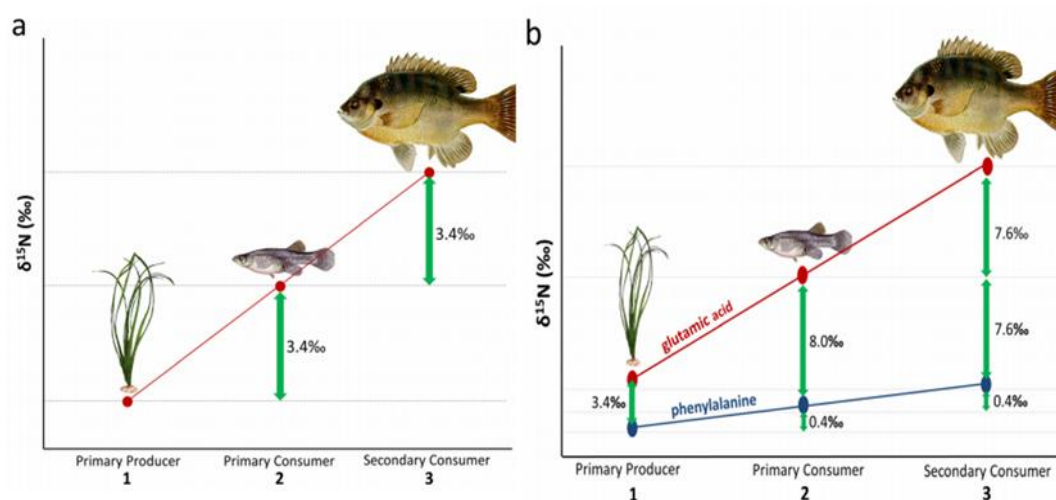 a
δ¹⁵N (‰)
3.4‰
3.4‰
Primary Producer
1
Primary Consumer
2
Secondary Consumer
3
b
δ¹⁵N (‰)
glutamic acid
phenylalanine
3.4‰
8.0‰
0.4‰
7.6‰
7.6‰
0.4‰
Primary Producer
1
Primary Consumer
2
Secondary Consumer
3